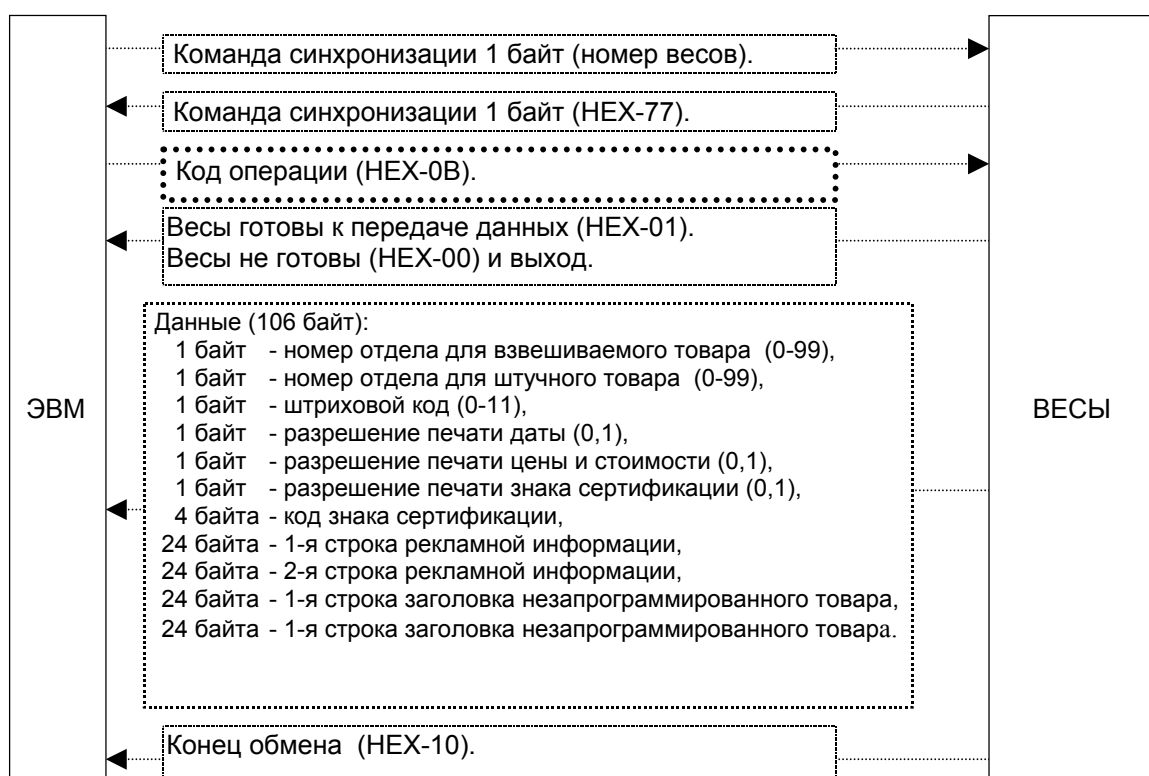 Команда синхронизации 1 байт (номер весов).
Команда синхронизации 1 байт (HEX-77).
Код операции (HEX-0B).
Весы готовы к передаче данных (HEX-01).
Весы не готовы (HEX-00) и выход.
Данные (106 байт):
1 байт - номер отдела для взвешиваемого товара (0-99),
1 байт - номер отдела для штучного товара (0-99),
1 байт - штриховой код (0-11),
1 байт - разрешение печати даты (0,1),
1 байт - разрешение печати цены и стоимости (0,1),
1 байт - разрешение печати знака сертификации (0,1),
4 байта - код знака сертификации,
24 байта - 1-я строка рекламной информации,
24 байта - 2-я строка рекламной информации,
24 байта - 1-я строка заголовка незапрограммированного товара,
24 байта - 1-я строка заголовка незапрограммированного товара.
ЭВМ
ВЕСЫ
Конец обмена (HEX-10).